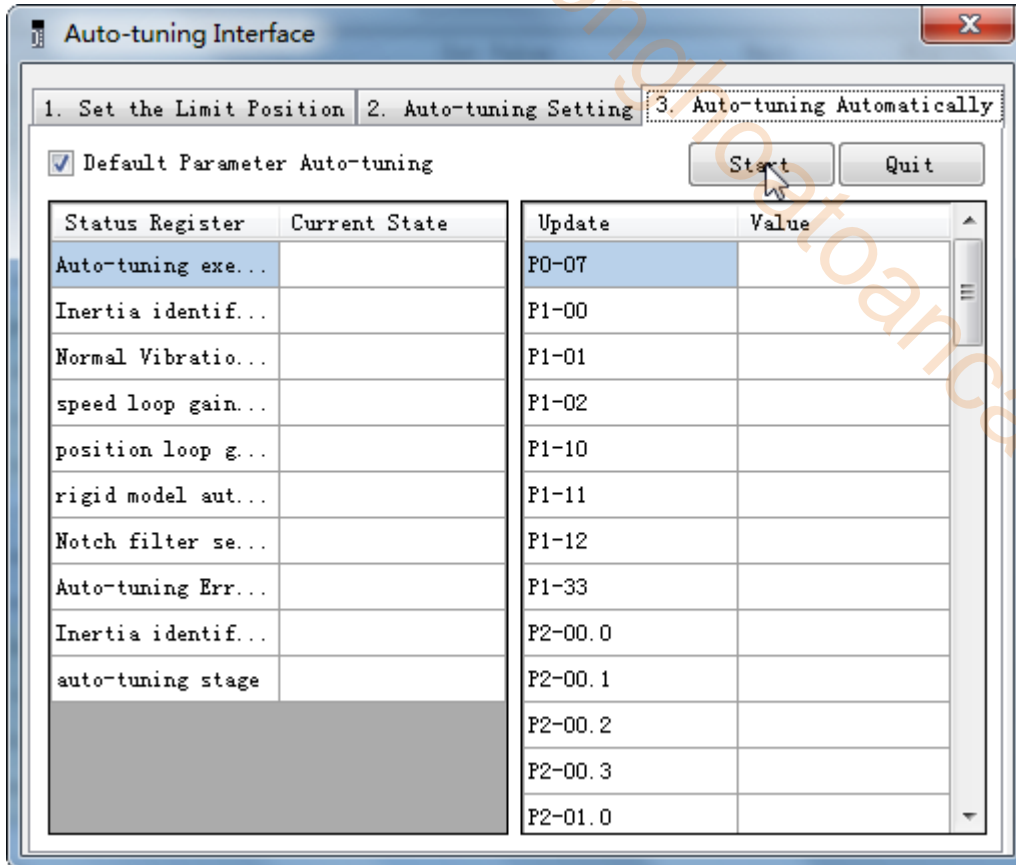 Auto-tuning Interface
1. Set the Limit Position
2. Auto-tuning Setting
3. Auto-tuning Automatically
Default Parameter Auto-tuning
Start
Quit
Status Register Current State
Auto-tuning exe...
Inertia identif...
Normal Vibratio...
speed loop gain...
position loop g...
rigid model aut...
Notch filter se...
Auto-tuning Err...
Inertia identif...
auto-tuning stage
Update Value
P0-07
P1-00
P1-01
P1-02
P1-10
P1-11
P1-12
P1-33
P2-00.0
P2-00.1
P2-00.2
P2-00.3
P2-01.0